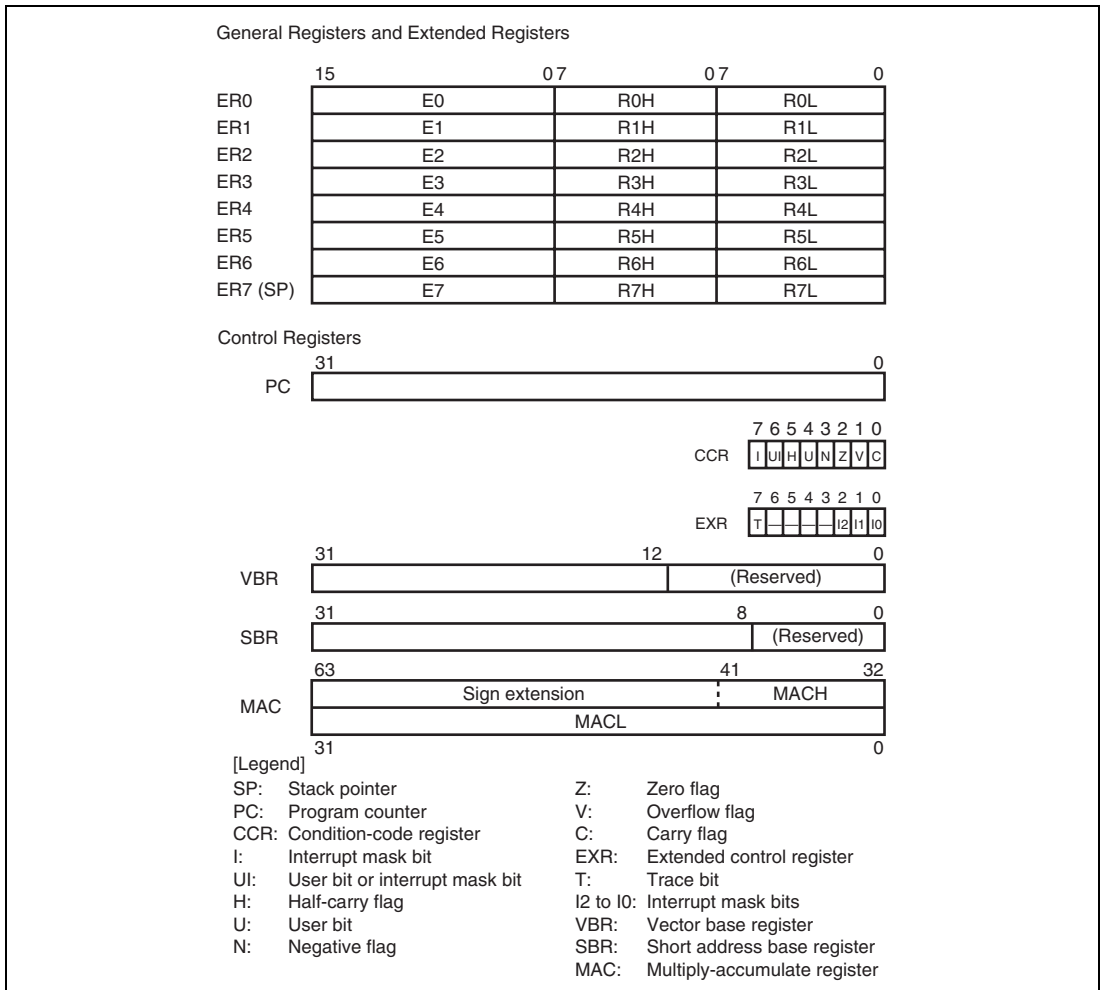 General Registers and Extended Registers
15 0 7 0 7 0
ER0 E0 R0H R0L
ER1 E1 R1H R1L
ER2 E2 R2H R2L
ER3 E3 R3H R3L
ER4 E4 R4H R4L
ER5 E5 R5H R5L
ER6 E6 R6H R6L
ER7 (SP) E7 R7H R7L
Control Registers
31 0
PC
7 6 5 4 3 2 1 0
CCR I UI H U N Z V C
7 6 5 4 3 2 1 0
EXR T — — — — I2 I1 I0
31 12 0
VBR (Reserved)
31 8 0
SBR (Reserved)
63 41 32
MAC Sign extension MACH
MACL
31 0
[Legend]
SP: Stack pointer
PC: Program counter
CCR: Condition-code register
I: Interrupt mask bit
UI: User bit or interrupt mask bit
H: Half-carry flag
U: User bit
N: Negative flag
Z: Zero flag
V: Overflow flag
C: Carry flag
EXR: Extended control register
T: Trace bit
I2 to I0: Interrupt mask bits
VBR: Vector base register
SBR: Short address base register
MAC: Multiply-accumulate register